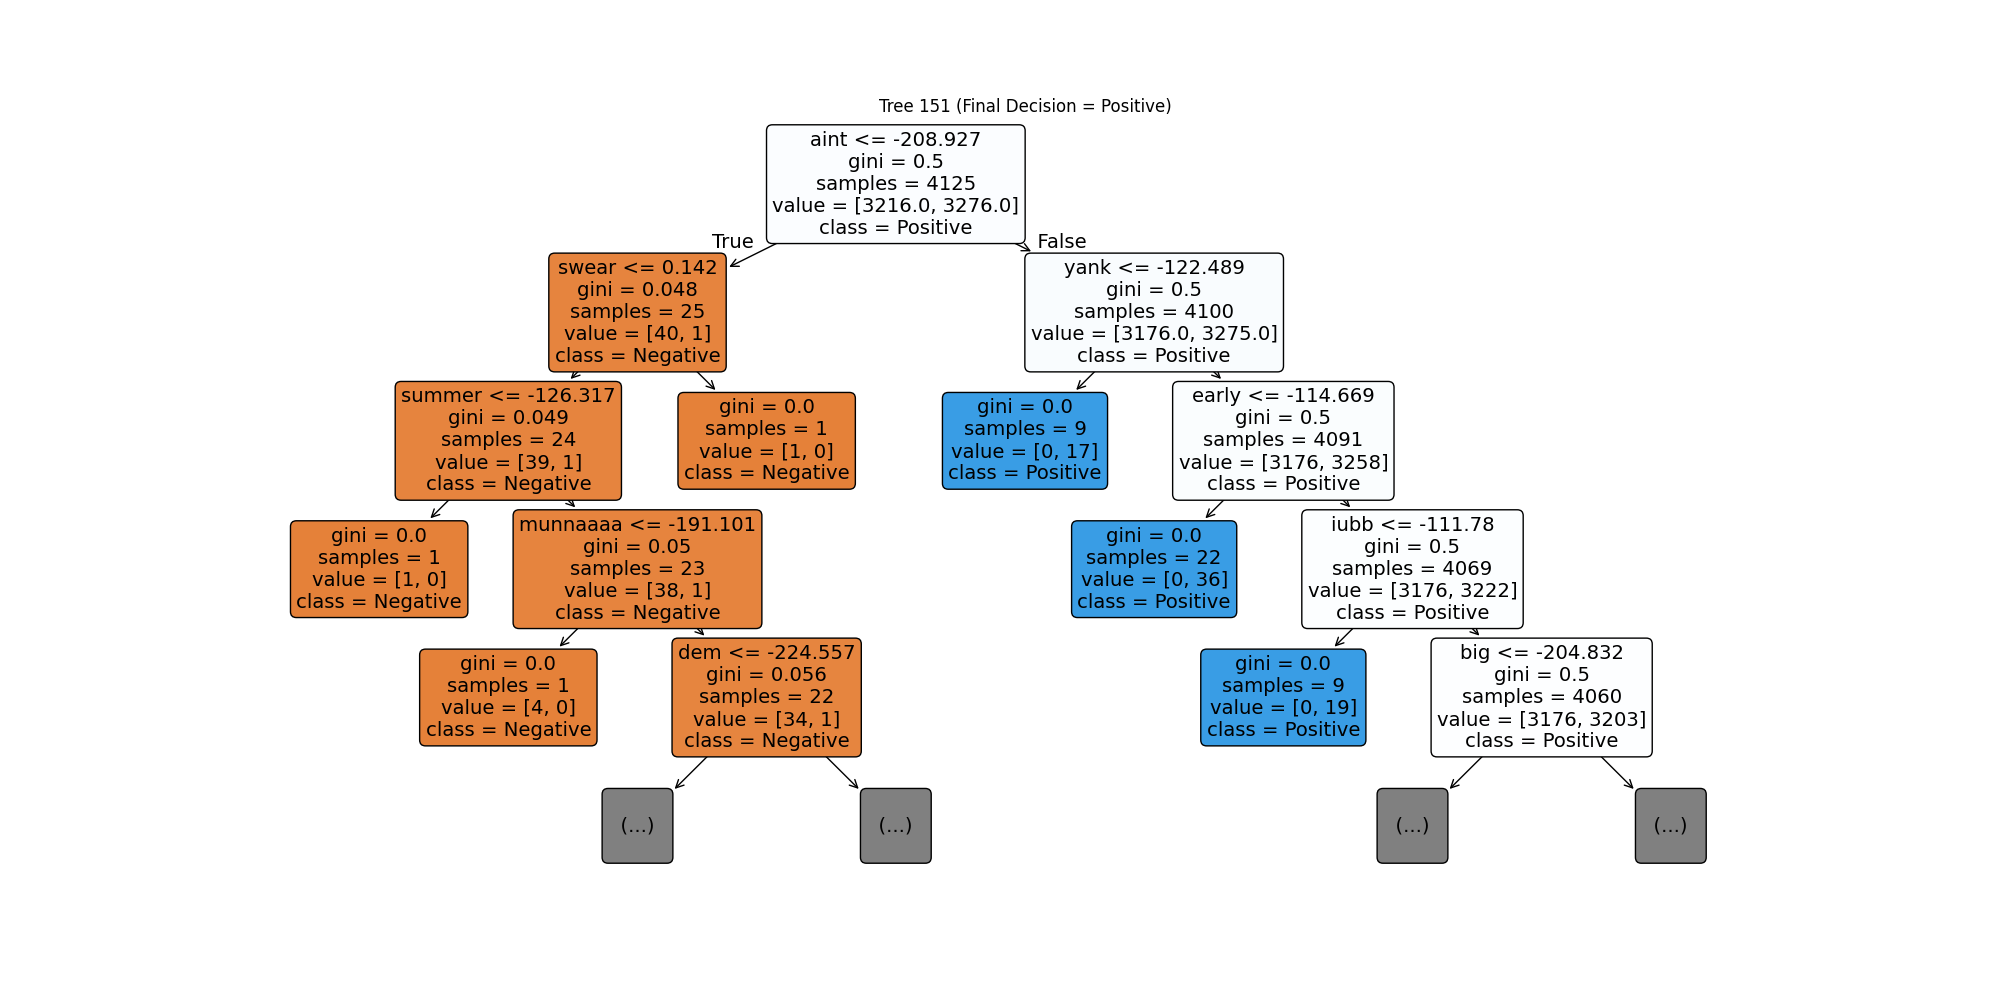 Tree 151 (Final Decision = Positive)
aint <= -208.927
gini = 0.5
samples = 4125
value = [3216.0, 3276.0]
class = Positive
True
False
swear <= 0.142
gini = 0.048
samples = 25
value = [40, 1]
class = Negative
yank <= -122.489
gini = 0.5
samples = 4100
value = [3176.0, 3275.0]
class = Positive
summer <= -126.317
gini = 0.049
samples = 24
value = [39, 1]
class = Negative
gini = 0.0
samples = 1
value = [1, 0]
class = Negative
gini = 0.0
samples = 9
value = [0, 17]
class = Positive
early <= -114.669
gini = 0.5
samples = 4091
value = [3176, 3258]
class = Positive
gini = 0.0
samples = 1
value = [1, 0]
class = Negative
munnaaaa <= -191.101
gini = 0.05
samples = 23
value = [38, 1]
class = Negative
gini = 0.0
samples = 22
value = [0, 36]
class = Positive
iubb <= -111.78
gini = 0.5
samples = 4069
value = [3176, 3222]
class = Positive
gini = 0.0
samples = 1
value = [4, 0]
class = Negative
dem <= -224.557
gini = 0.056
samples = 22
value = [34, 1]
class = Negative
gini = 0.0
samples = 9
value = [0, 19]
class = Positive
big <= -204.832
gini = 0.5
samples = 4060
value = [3176, 3203]
class = Positive
(...)
(...)
(...)
(...)